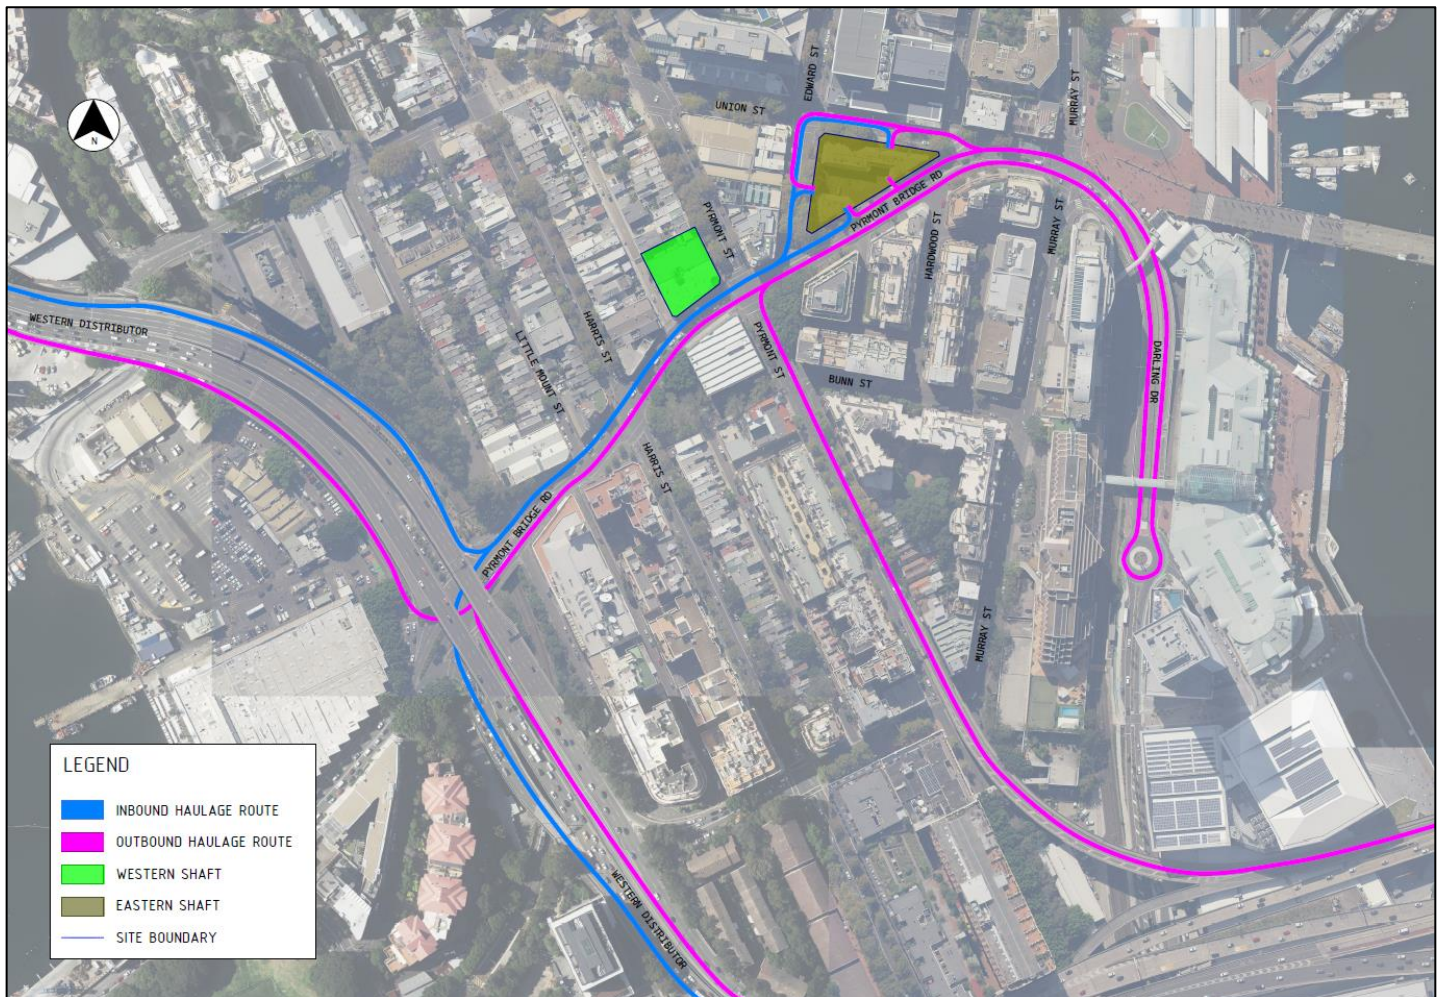 EDWARD ST
UNION ST
MURRAY ST
N
PYRMONT ST
PYRMONT BRIDGE RD
HARDWOOD ST
MURRAY ST
WESTERN DISTRIBUTOR
HARRIS ST
LITTLE MOUNT ST
PYRMONT ST
BUNN ST
DARLING DR
HARRIS ST
PYRMONT BRIDGE RD
MURRAY ST
WESTERN DISTRIBUTOR
LEGEND
INBOUND HAULAGE ROUTE
OUTBOUND HAULAGE ROUTE
WESTERN SHAFT
EASTERN SHAFT
SITE BOUNDARY